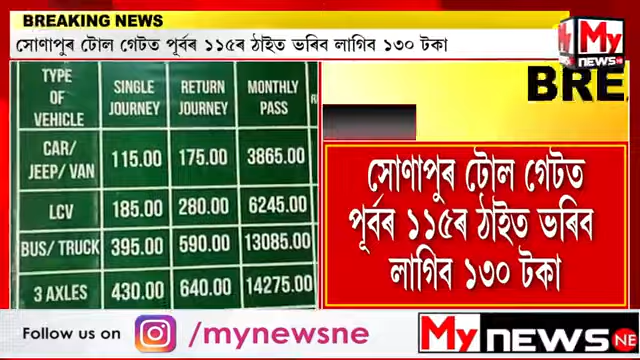 BREAKING NEWS
সোণাপুৰ টোল গেটত পূৰ্বৰ ১১৫ৰ ঠাইত ভৰিব লাগিব ১৩০ টকা
My
NEWS NE
BRE
TYPE OF VEHICLE SINGLE JOURNEY RETURN JOURNEY MONTHLY PASS
CAR/ JEEP/ VAN 115.00 175.00 3865.00
LCV 185.00 280.00 6245.00
BUS/ TRUCK 395.00 590.00 13085.00
3 AXLES 430.00 640.00 14275.00
সোণাপুৰ টোল গেটত
পূৰ্বৰ ১১৫ৰ ঠাইত ভৰিব
লাগিব ১৩০ টকা
Follow us on /mynewsne
My NEWS NE